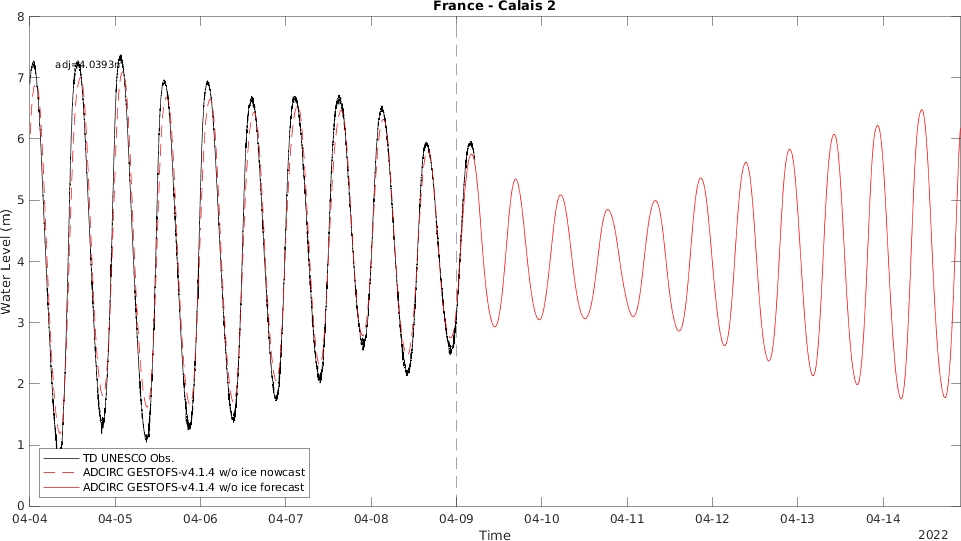 France - Calais 2
8
7
6
5
4
3
2
1
0
Water Level (m)
adj=4.0393m
TD UNESCO Obs.
ADCIRC GESTOFS-v4.1.4 w/o ice nowcast
ADCIRC GESTOFS-v4.1.4 w/o ice forecast
04-04 04-05 04-06 04-07 04-08 04-09 04-10 04-11 04-12 04-13 04-14
Time
2022